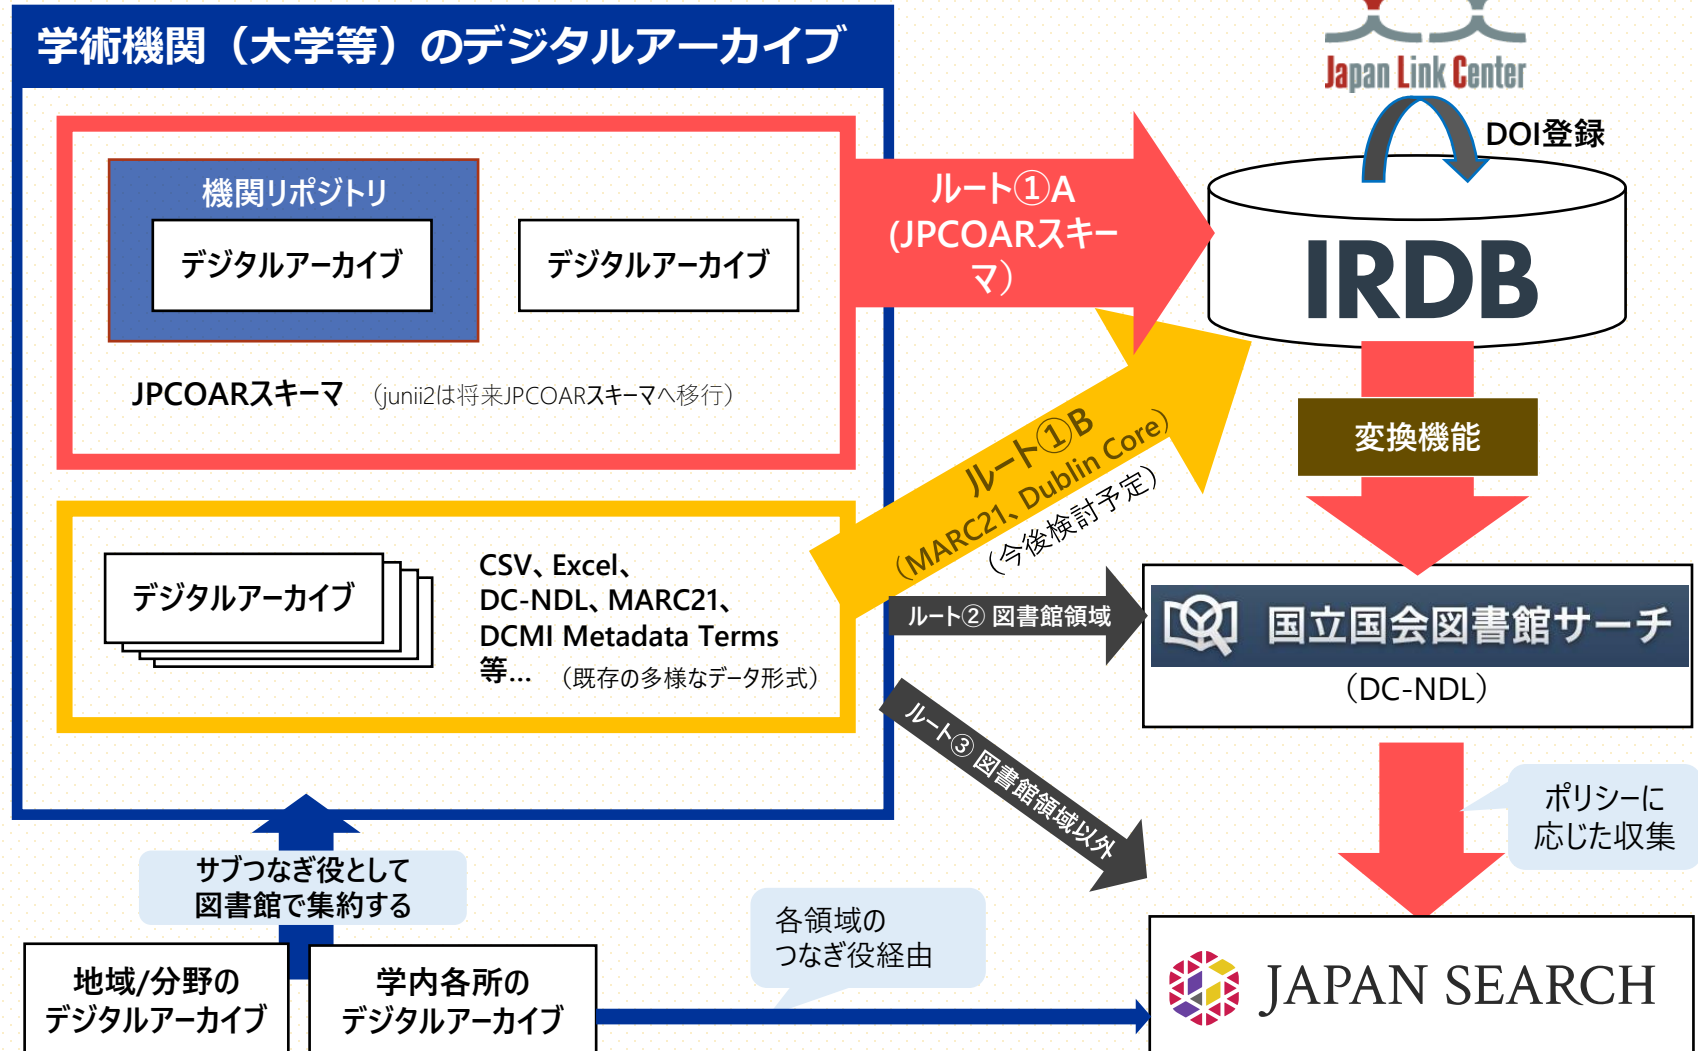 学術機関（大学等）のデジタルアーカイブ
機関リポジトリ
デジタルアーカイブ
デジタルアーカイブ
JPCOARスキーマ （junii2は将来JPCOARスキーマへ移行）
デジタルアーカイブ
CSV、Excel、
DC-NDL、MARC21、
DCMI Metadata Terms
等… （既存の多様なデータ形式）
ルート①A
(JPCOARスキー
マ）
ルート①B
（MARC21、Dublin Core）
（今後検討予定）
ルート② 図書館領域
ルート③ 図書館領域以外
Japan Link Center
DOI登録
IRDB
変換機能
国立国会図書館サーチ
（DC-NDL）
ポリシーに
応じた収集
サブつなぎ役として
図書館で集約する
地域/分野の
デジタルアーカイブ
学内各所の
デジタルアーカイブ
各領域の
つなぎ役経由
JAPAN SEARCH